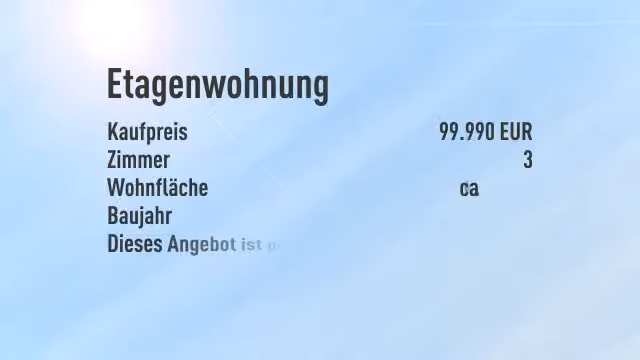 Etagenwohnung
Kaufpreis 99.990 EUR
Zimmer 3
Wohnfläche ca
Baujahr
Dieses Angebot ist